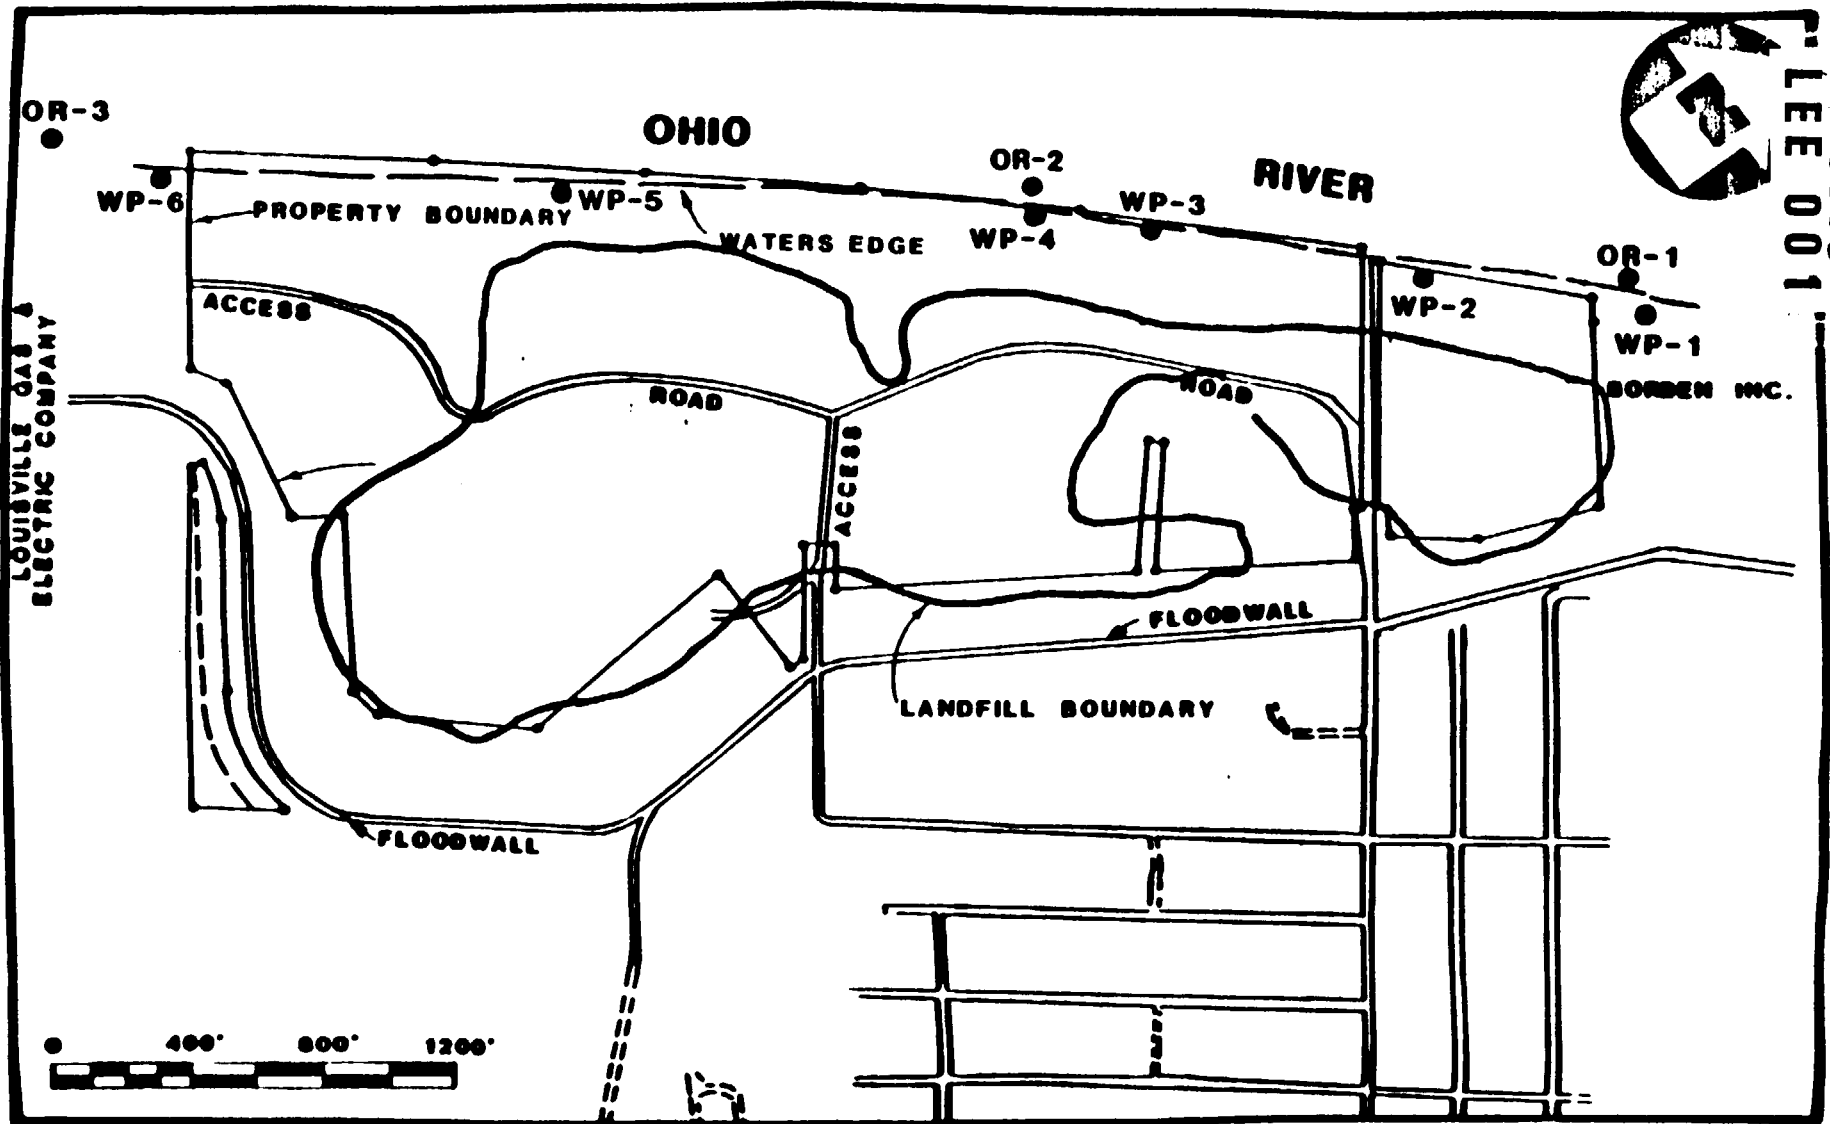 OR-3
OHIO
OR-2
RIVER
WP-6
WP-5
WP-3
PROPERTY BOUNDARY
WATERS EDGE
WP-4
OR-1
WP-2
WP-1
ACCESS
ROAD
ROAD
BORDEN INC.
LOUISVILLE GAS &
ELECTRIC COMPANY
ACCESS
FLOODWALL
LANDFILL BOUNDARY
FLOODWALL
0 400' 800' 1200'
LEE 001